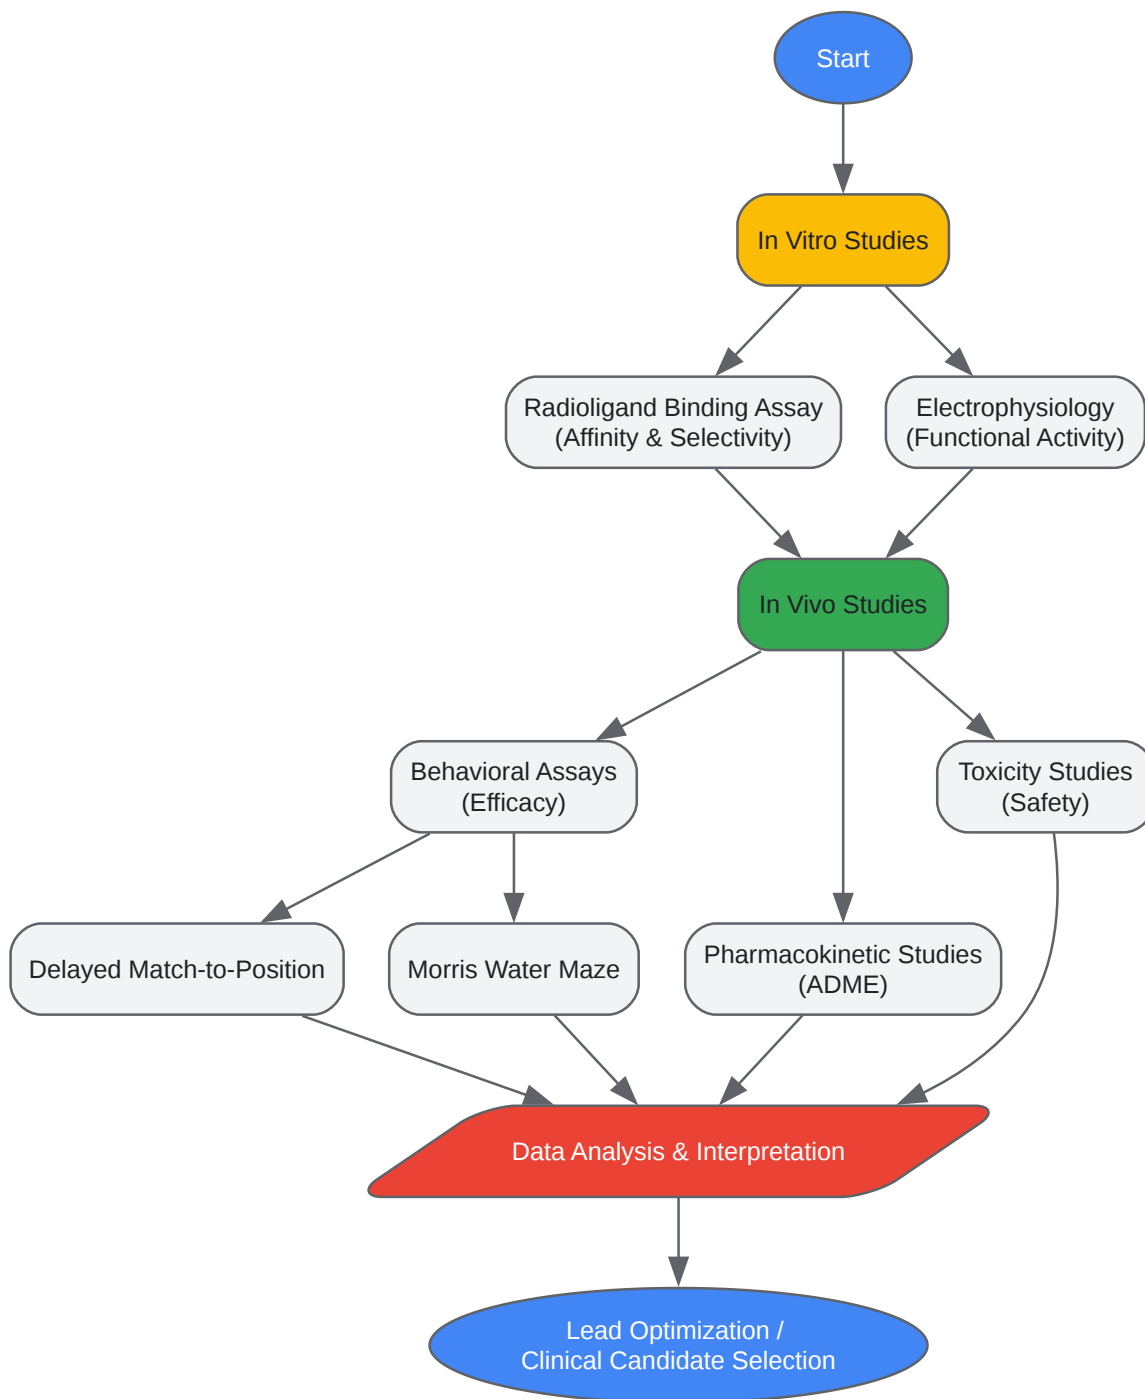 Start
In Vitro Studies
Radioligand Binding Assay
(Affinity & Selectivity)
Electrophysiology
(Functional Activity)
In Vivo Studies
Behavioral Assays
(Efficacy)
Toxicity Studies
(Safety)
Delayed Match-to-Position
Morris Water Maze
Pharmacokinetic Studies
(ADME)
Data Analysis & Interpretation
Lead Optimization /
Clinical Candidate Selection